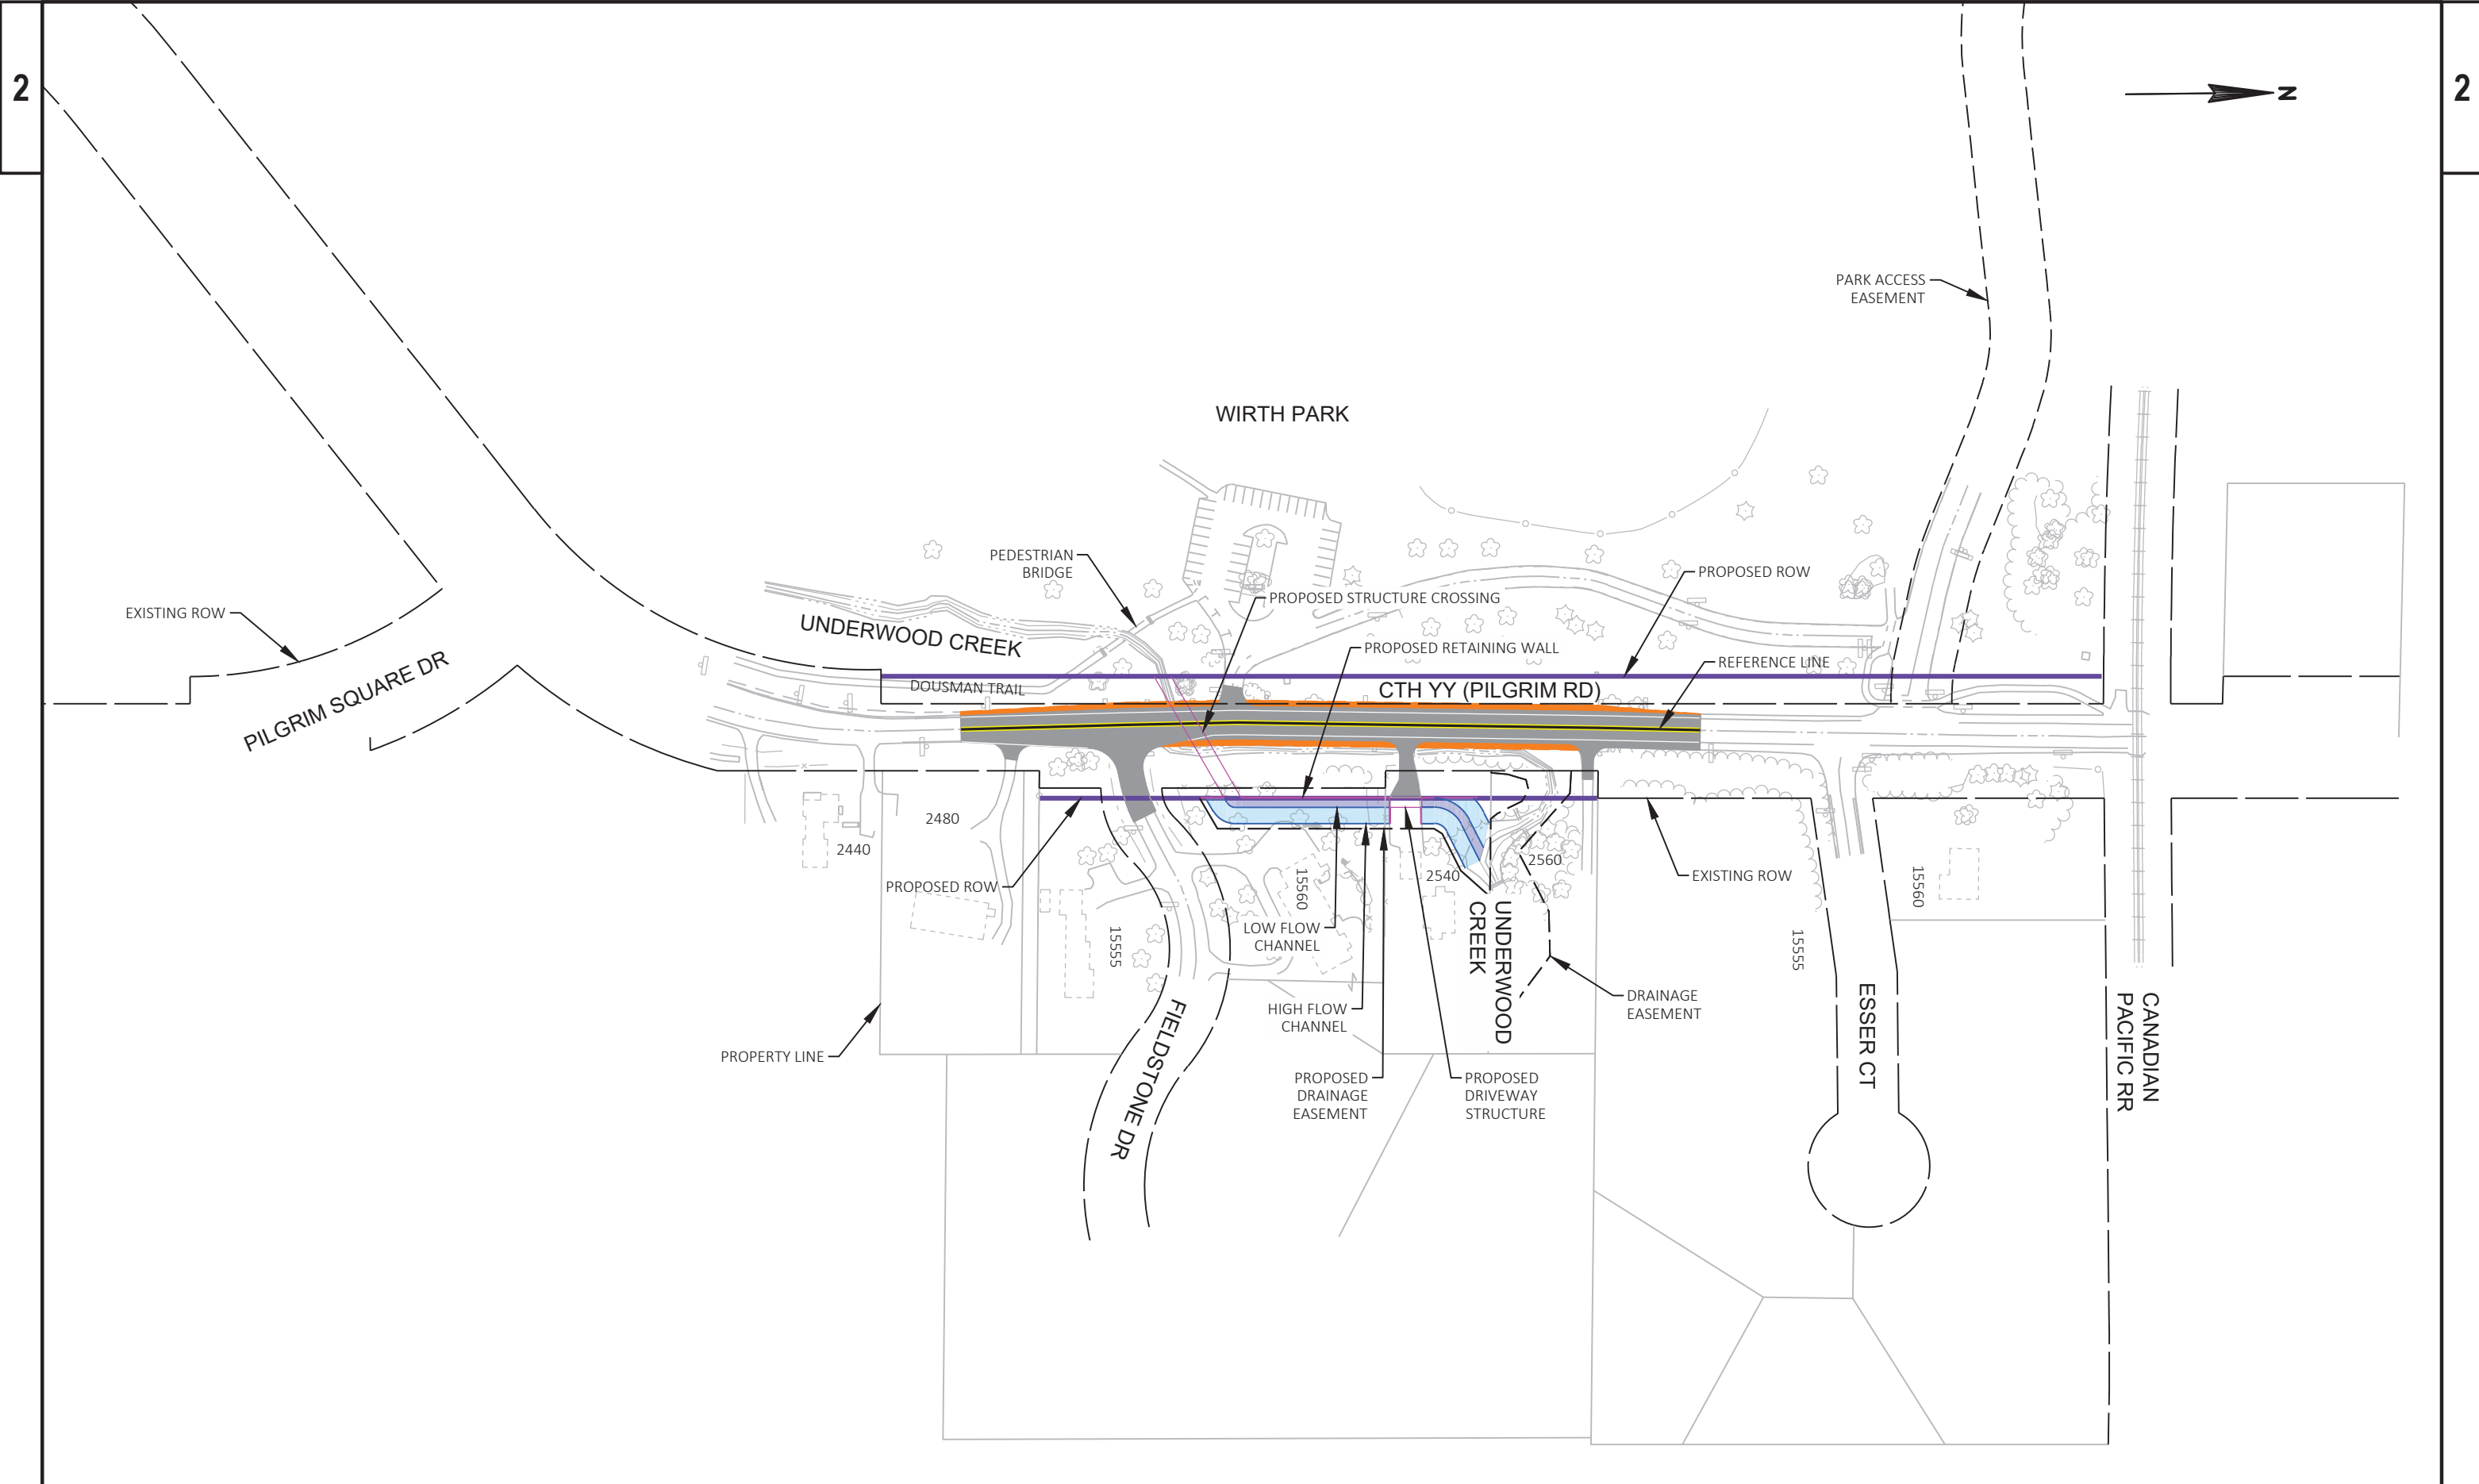 2
2
N
PARK ACCESS
EASEMENT
WIRTH PARK
PEDESTRIAN
BRIDGE
PROPOSED ROW
PROPOSED STRUCTURE CROSSING
EXISTING ROW
UNDERWOOD CREEK
PROPOSED RETAINING WALL
REFERENCE LINE
PILGRIM SQUARE DR
DOUSMAN TRAIL
CTH YY (PILGRIM RD)
2480
2440
2560
2540
PROPOSED ROW
15560
EXISTING ROW
15560
LOW FLOW
CHANNEL
UNDERWOOD
CREEK
15555
15555
HIGH FLOW
CHANNEL
DRAINAGE
EASEMENT
PROPERTY LINE
FIELDSTONE DR
ESSER CT
CANADIAN
PACIFIC RR
PROPOSED
DRAINAGE
EASEMENT
PROPOSED
DRIVEWAY
STRUCTURE